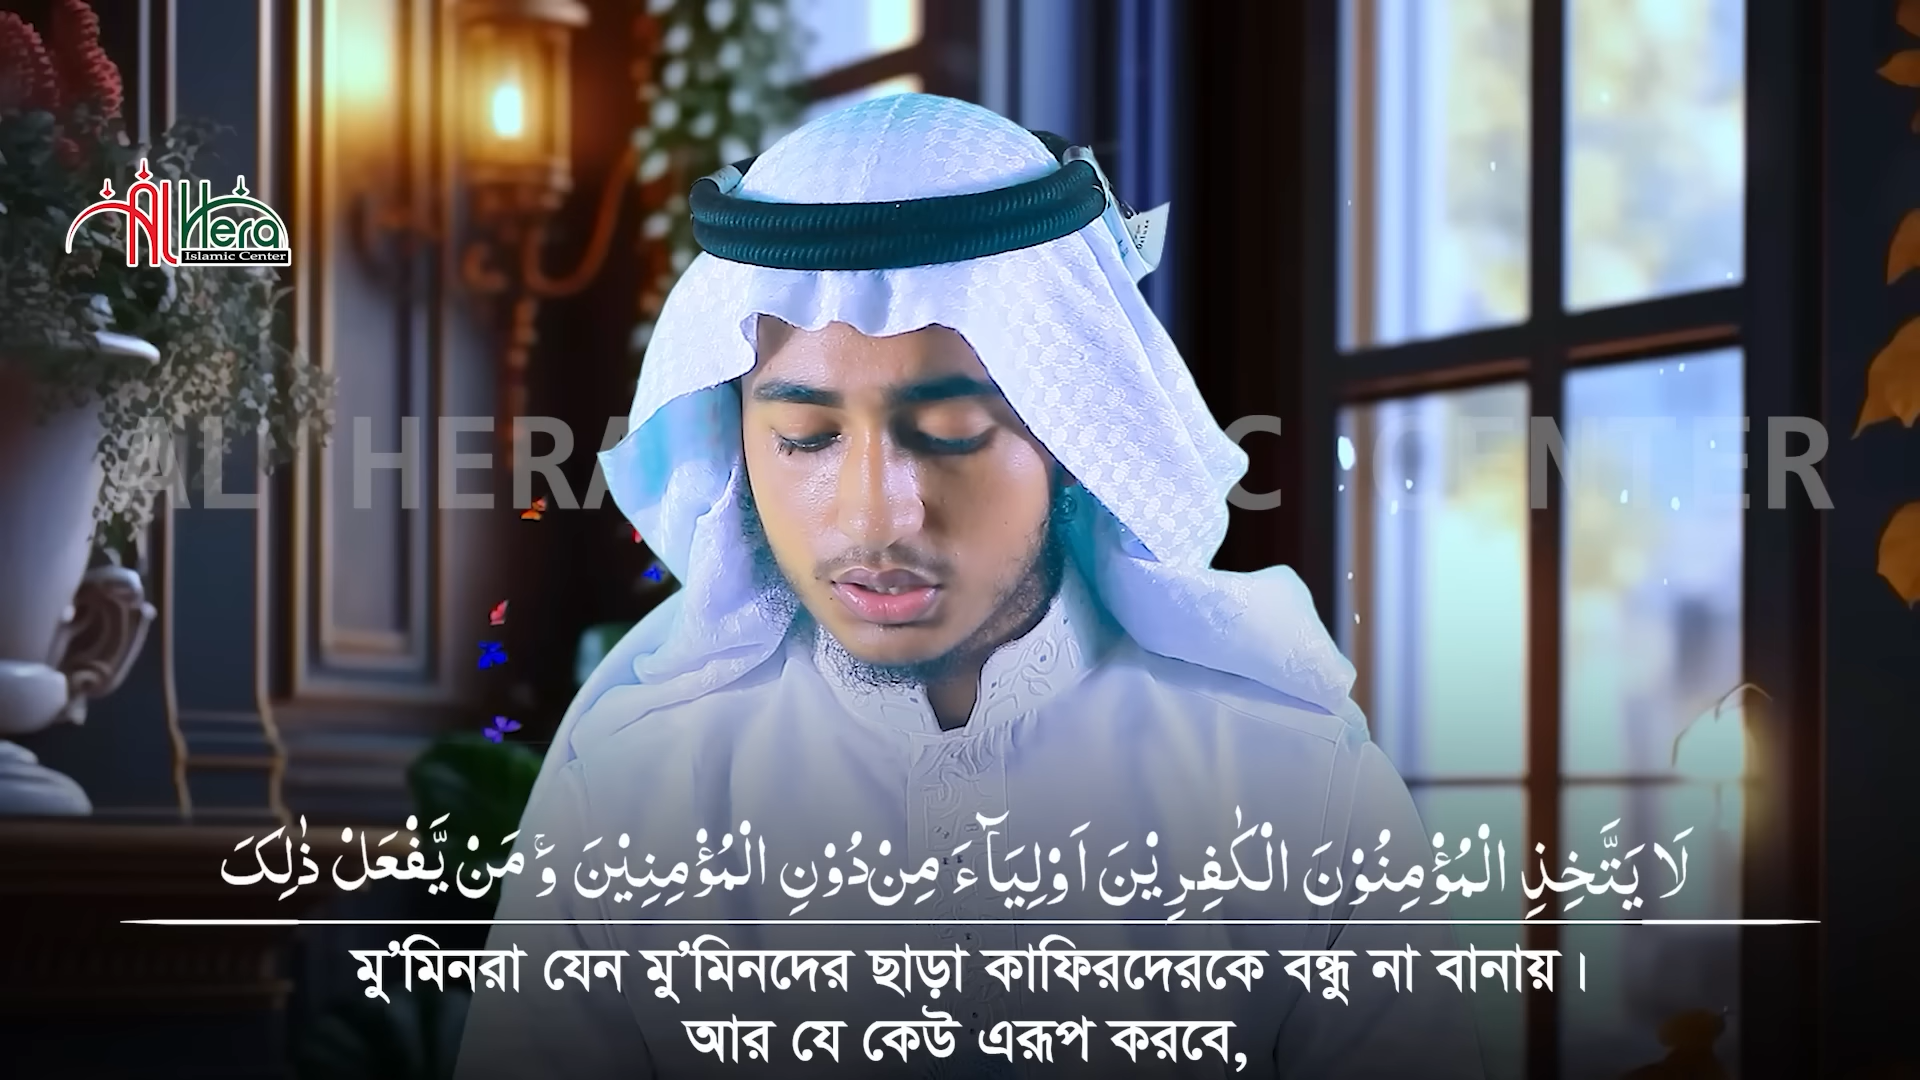 AL Hera
Islamic Center
AL HERA C CENTER
لَا يَتَّخِذِ الْمُؤْمِنُوْنَ الْكٰفِرِيْنَ اَوْلِيَآءَ مِنْ دُوْنِ الْمُؤْمِنِيْنَ ۚ وَمَنْ يَّفْعَلْ ذٰلِكَ
মু’মিনরা যেন মু’মিনদের ছাড়া কাফিরদেরকে বন্ধু না বানায়।
আর যে কেউ এরূপ করবে,